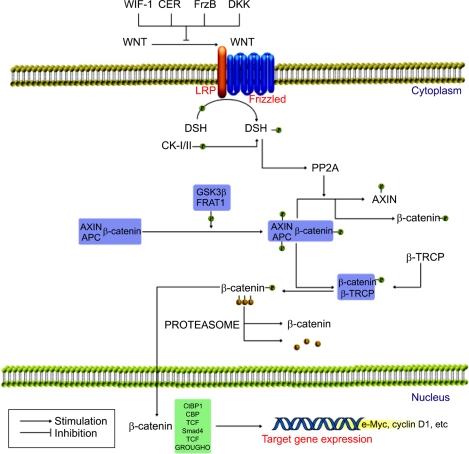 WIF-1 CER FrzB DKK
WNT WNT
LRP
Frizzled
Cytoplasm
DSH DSH
CK-I/II
PP2A
GSK3β
FRAT1
AXIN
β-catenin
AXIN
APC
β-catenin
AXIN
APC
β-catenin
β-TRCP
β-catenin
β-TRCP
β-catenin
PROTEASOME
β-catenin
Nucleus
Stimulation
Inhibition
β-catenin
CtBP1
CBP
TCF
Smad4
TCF
GROUGHO
e-Myc, cyclin D1, etc
Target gene expression